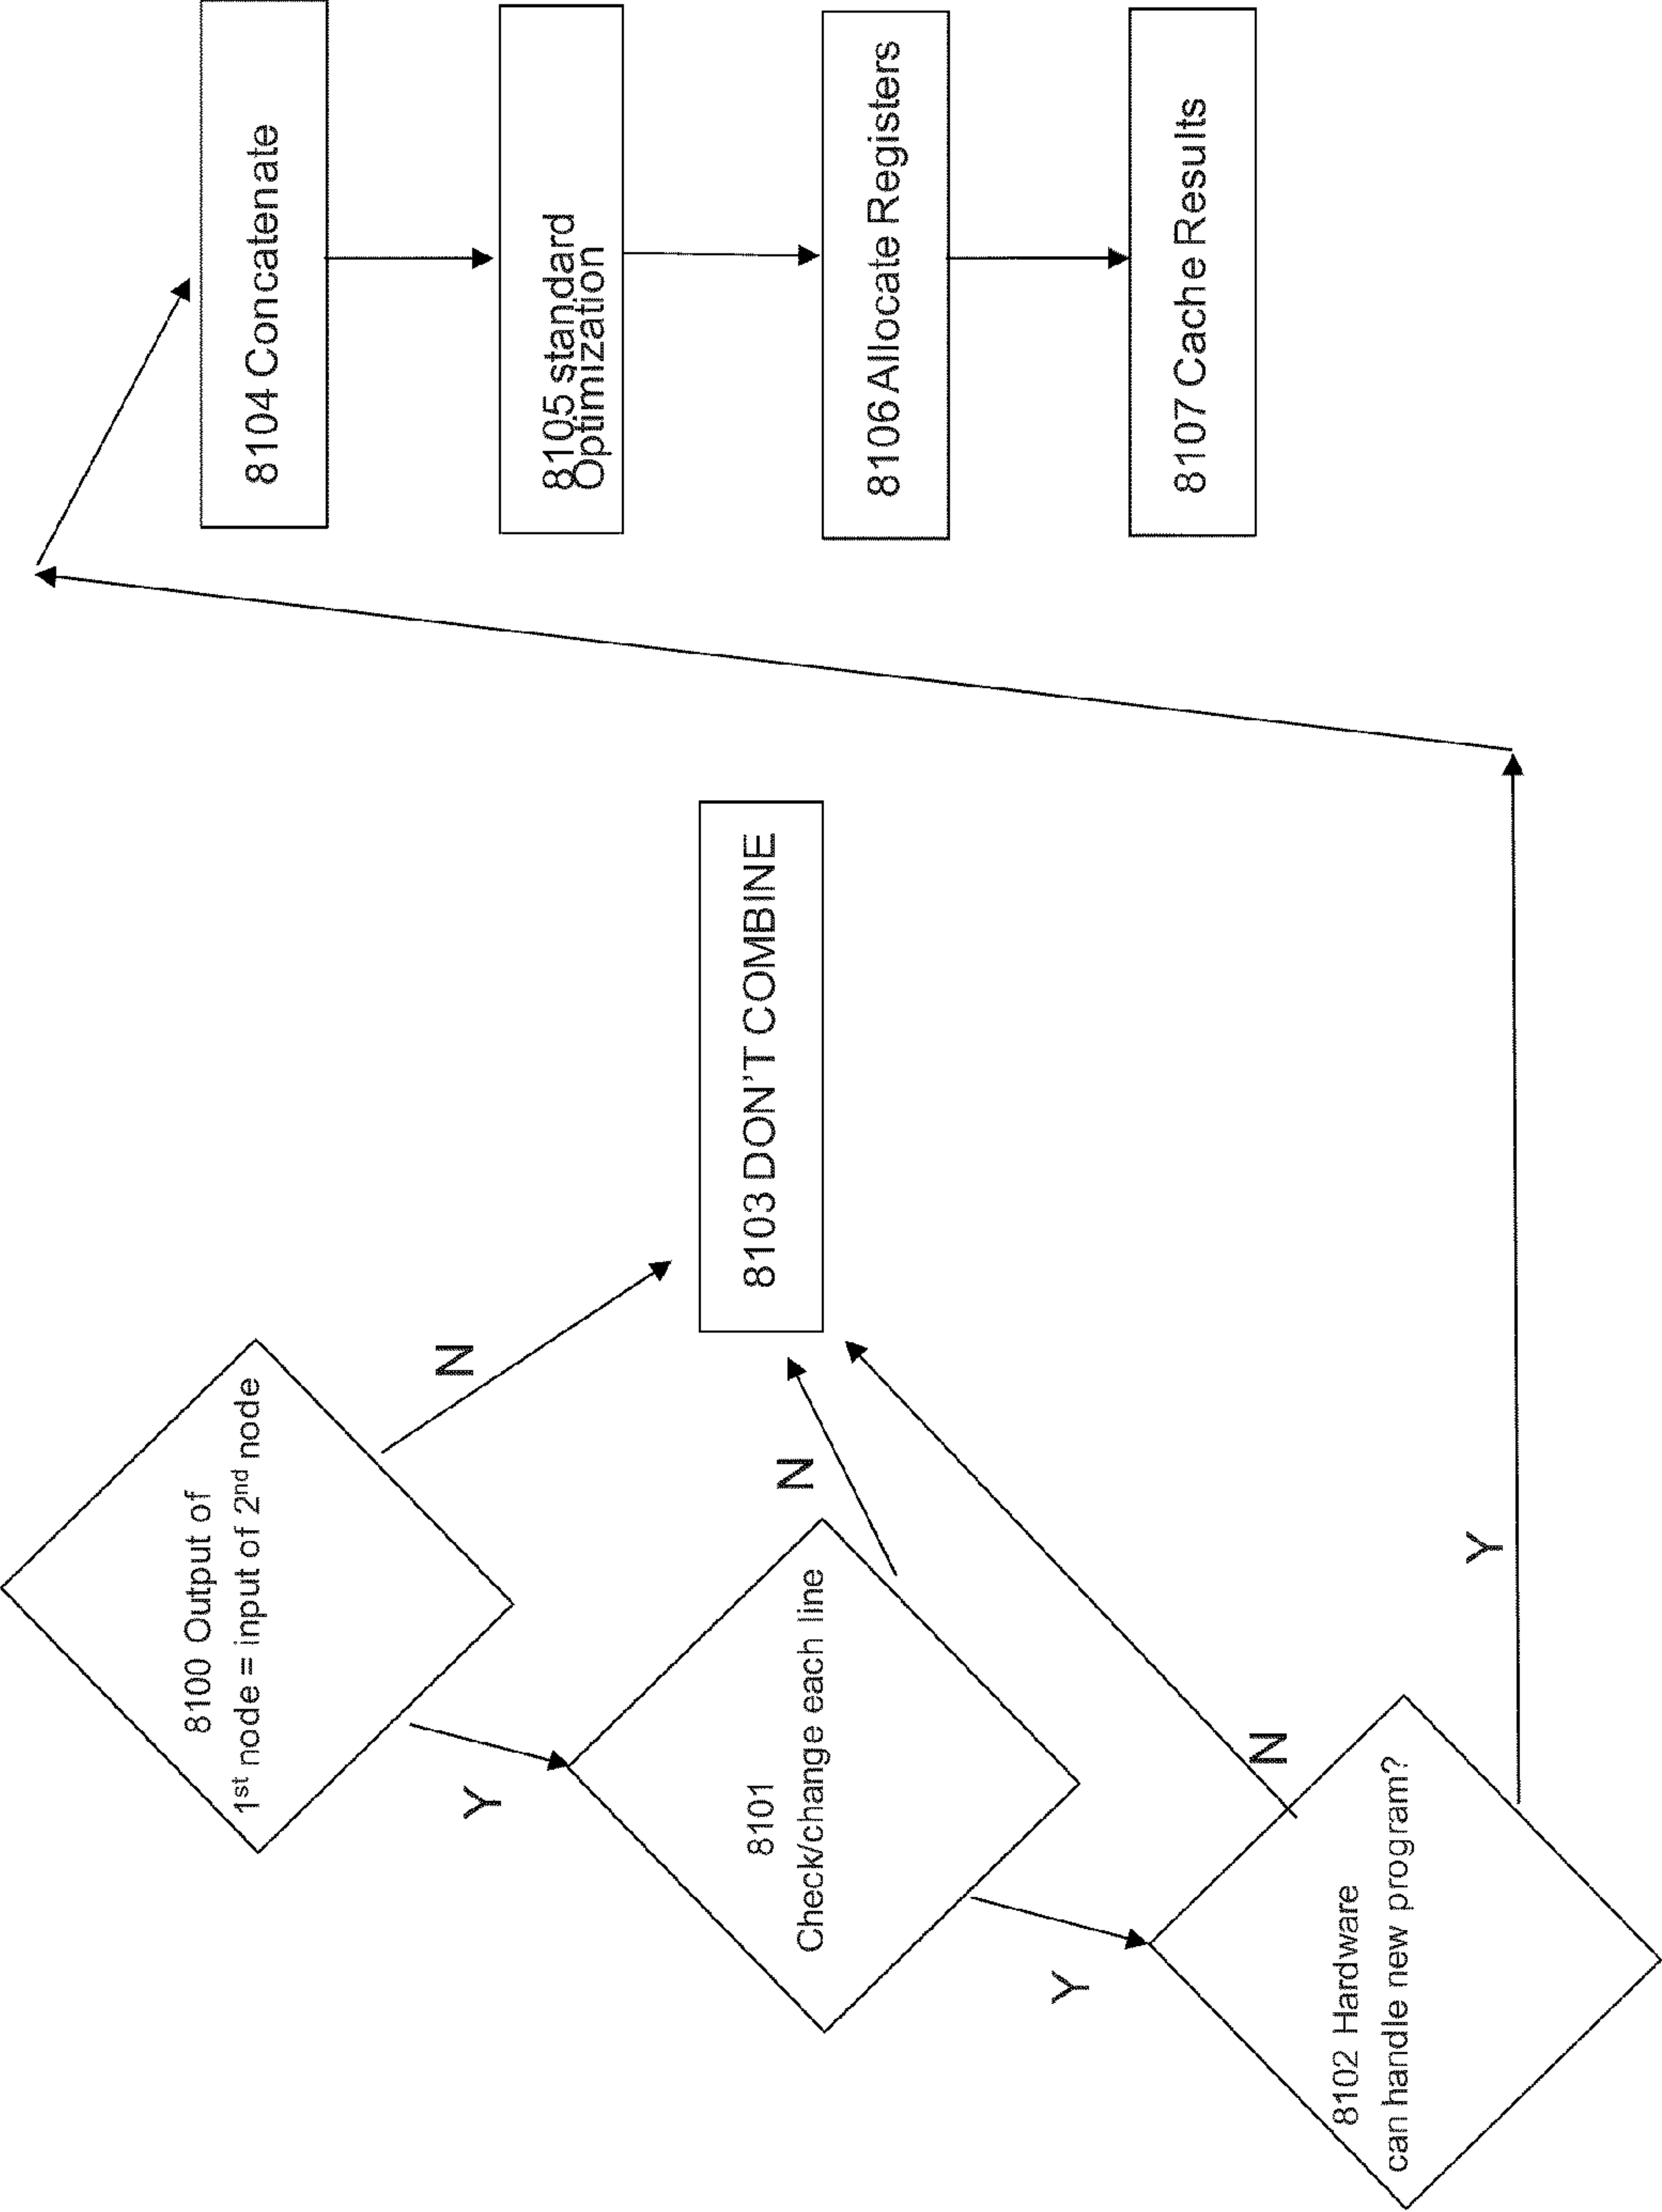 8100 Output of
1st node = input of 2nd node
N
Y
8101
Check/change each line
N
Y
8102 Hardware
can handle new program?
N
Y
8103 DON'T COMBINE
8104 Concatenate
8105 standard
Optimization
8106 Allocate Registers
8107 Cache Results